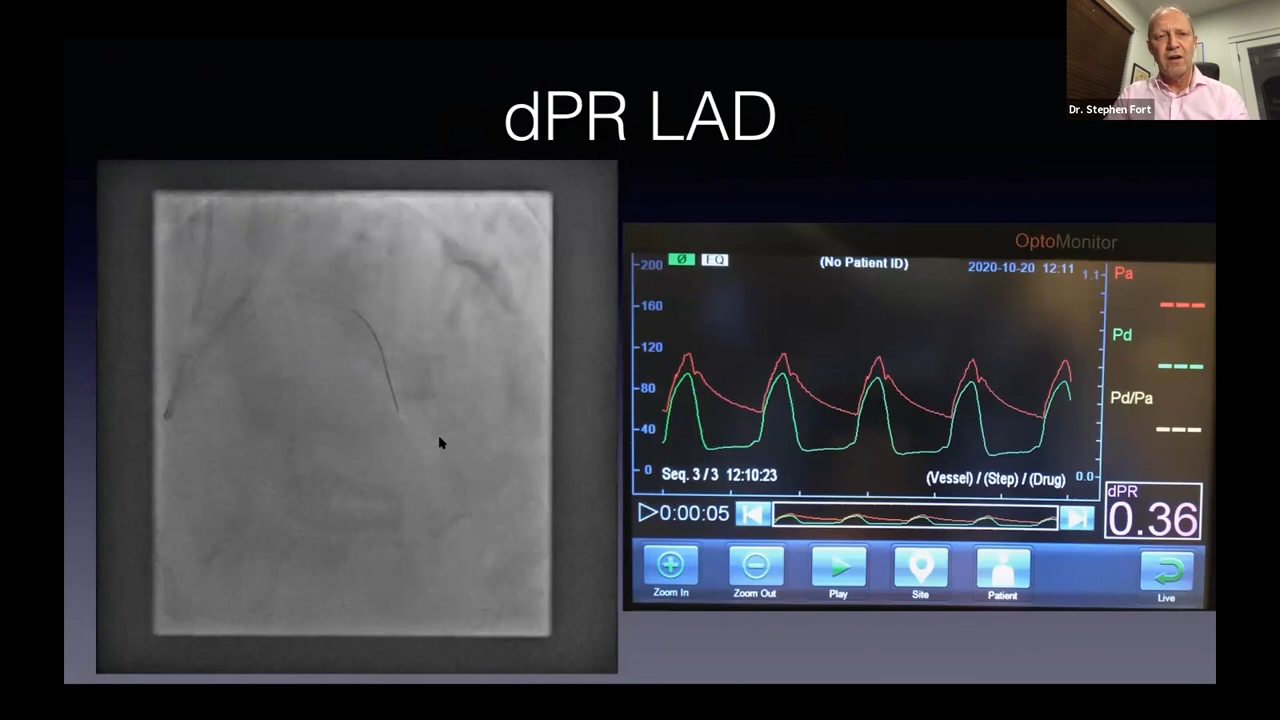 Dr. Stephen Fort
dPR LAD
OptoMonitor
200
Ø
EQ
(No Patient ID)
2020-10-20 12:11
1.1
Pa
160
---
Pd
120
---
80
Pd/Pa
40
---
0
Seq. 3 / 3 12:10:23
(Vessel) / (Step) / (Drug)
0.0
dPR
0.36
0:00:05
Zoom In
Zoom Out
Play
Site
Patient
Live